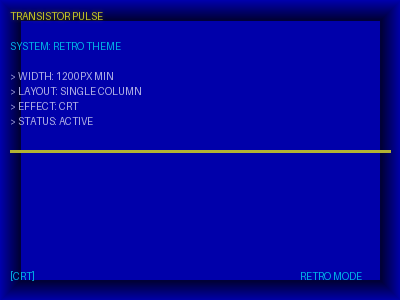 TRANSISTOR PULSE
SYSTEM: RETRO THEME
> WIDTH: 1200PX MIN
> LAYOUT: SINGLE COLUMN
> EFFECT: CRT
> STATUS: ACTIVE
[CRT] RETRO MODE